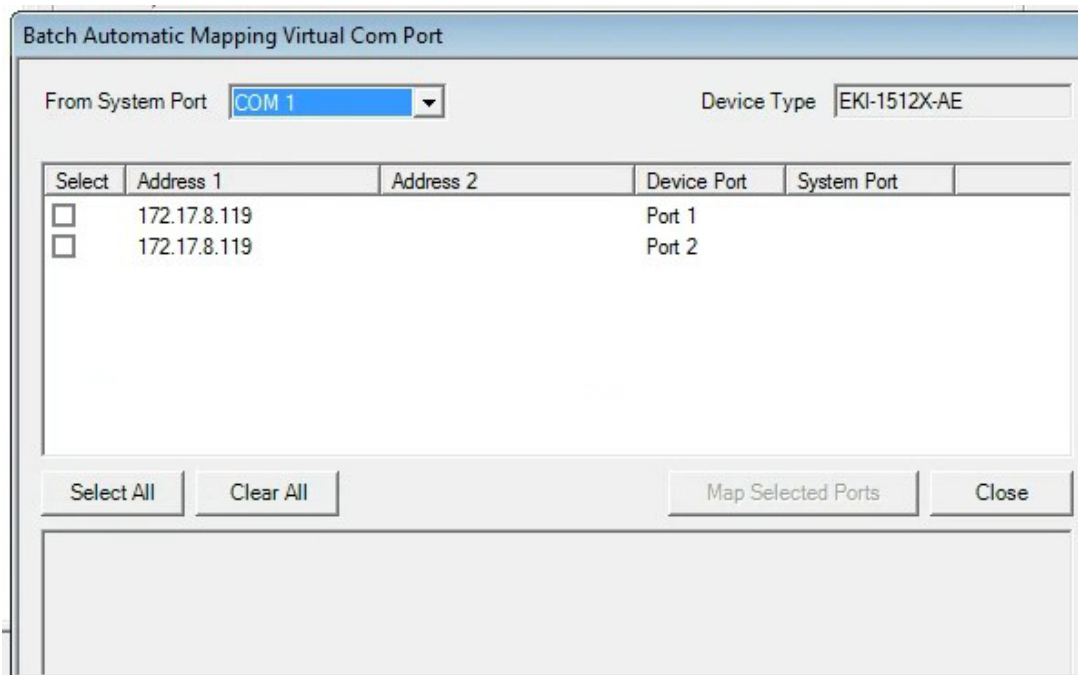 Batch Automatic Mapping Virtual Com Port
From System Port COM 1 Device Type EKI-1512X-AE
Select Address 1 Address 2 Device Port System Port
172.17.8.119 Port 1
172.17.8.119 Port 2
Select All Clear All Map Selected Ports Close